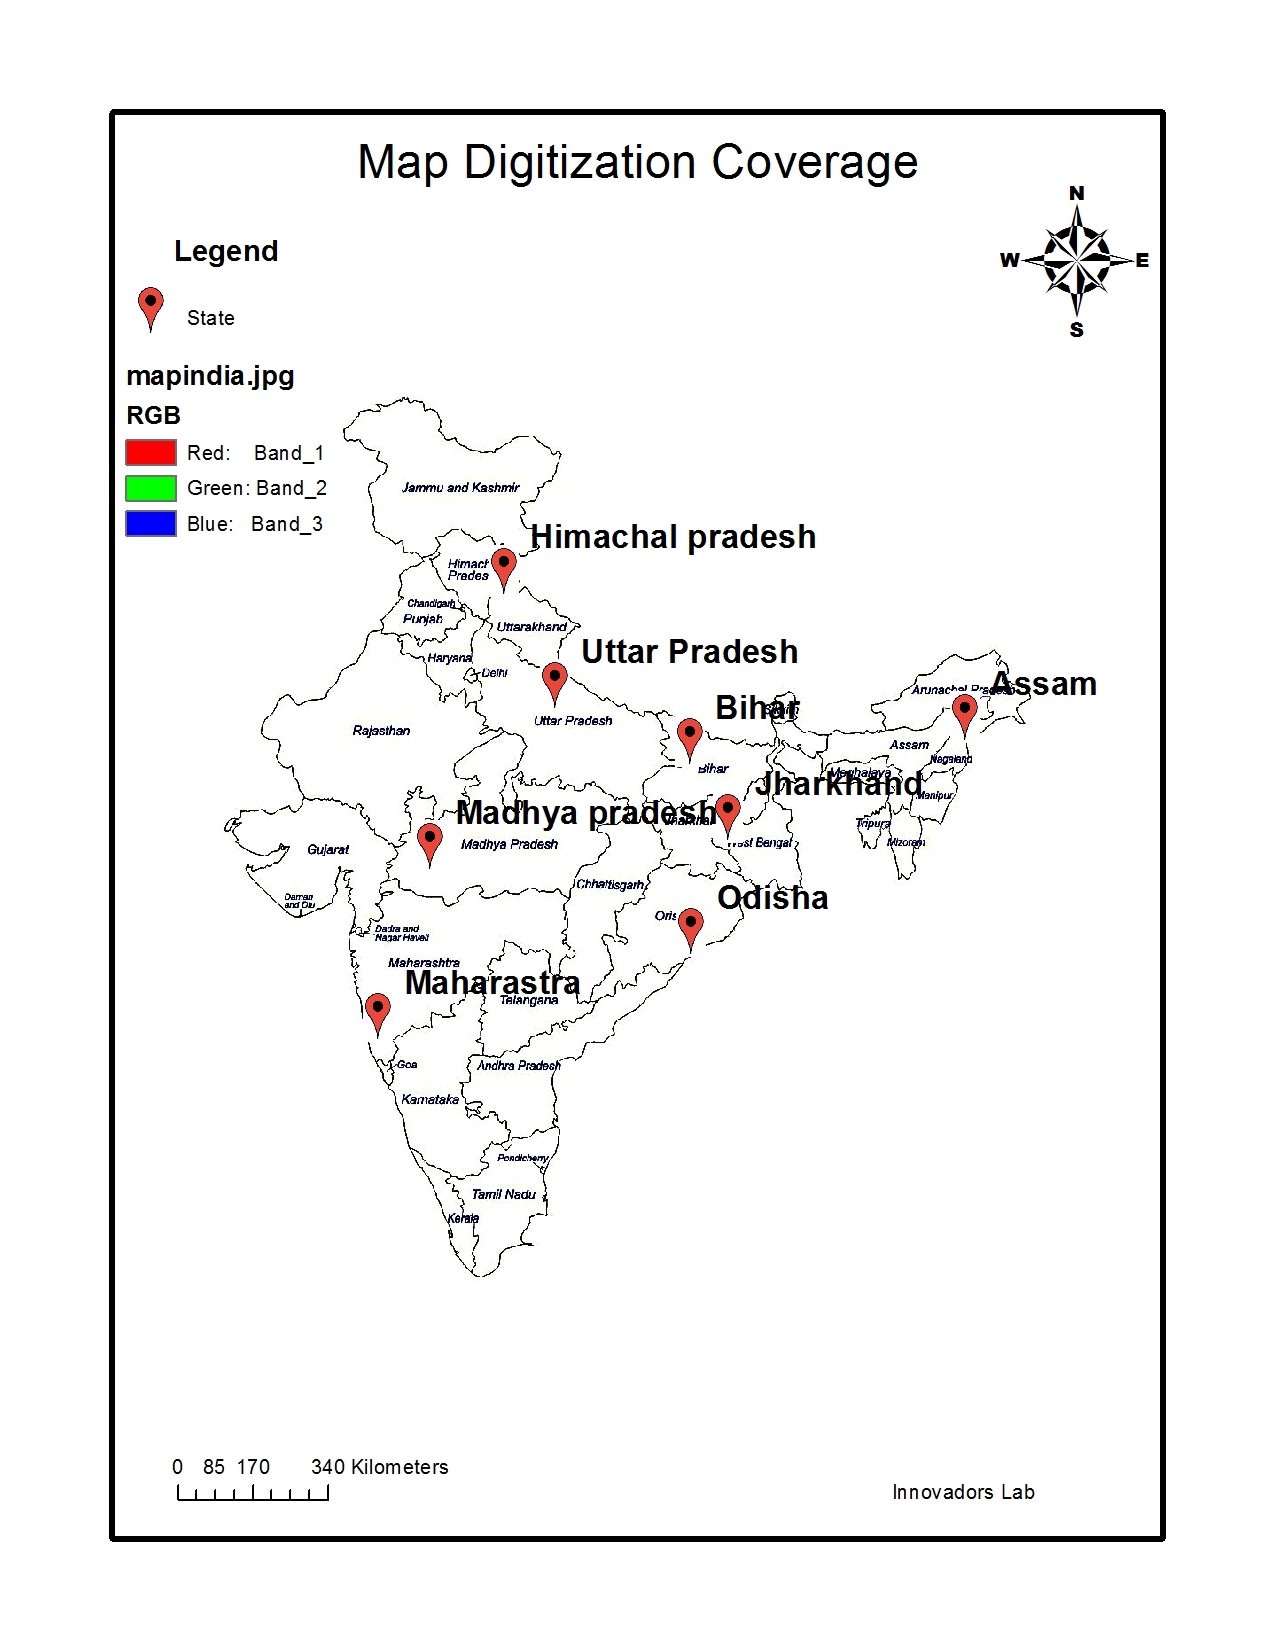 Map Digitization Coverage
N
W E
S
Legend
State
mapindia.jpg
RGB
Red: Band_1
Green: Band_2
Blue: Band_3
Jammu and Kashmir
Himachal pradesh
Chandigarh
Punjab
Uttarakhand
Haryana
Delhi
Uttar Pradesh
Uttar Pradesh
Rajasthan
Bihar
Bihar
Arunachal Pradesh
Assam
Assam
Nagaland
Meghalaya
Manipur
Tripura
Mizoram
Jharkhand
West Bengal
Madhya pradesh
Madhya Pradesh
Gujarat
Daman
and Diu
Chhattisgarh
Odisha
Dadra and
Nagar Haveli
Maharashtra
Maharastra
Telangana
Goa
Andhra Pradesh
Karnataka
Pondicherry
Tamil Nadu
Kerala
0 85 170 340 Kilometers
Innovadors Lab